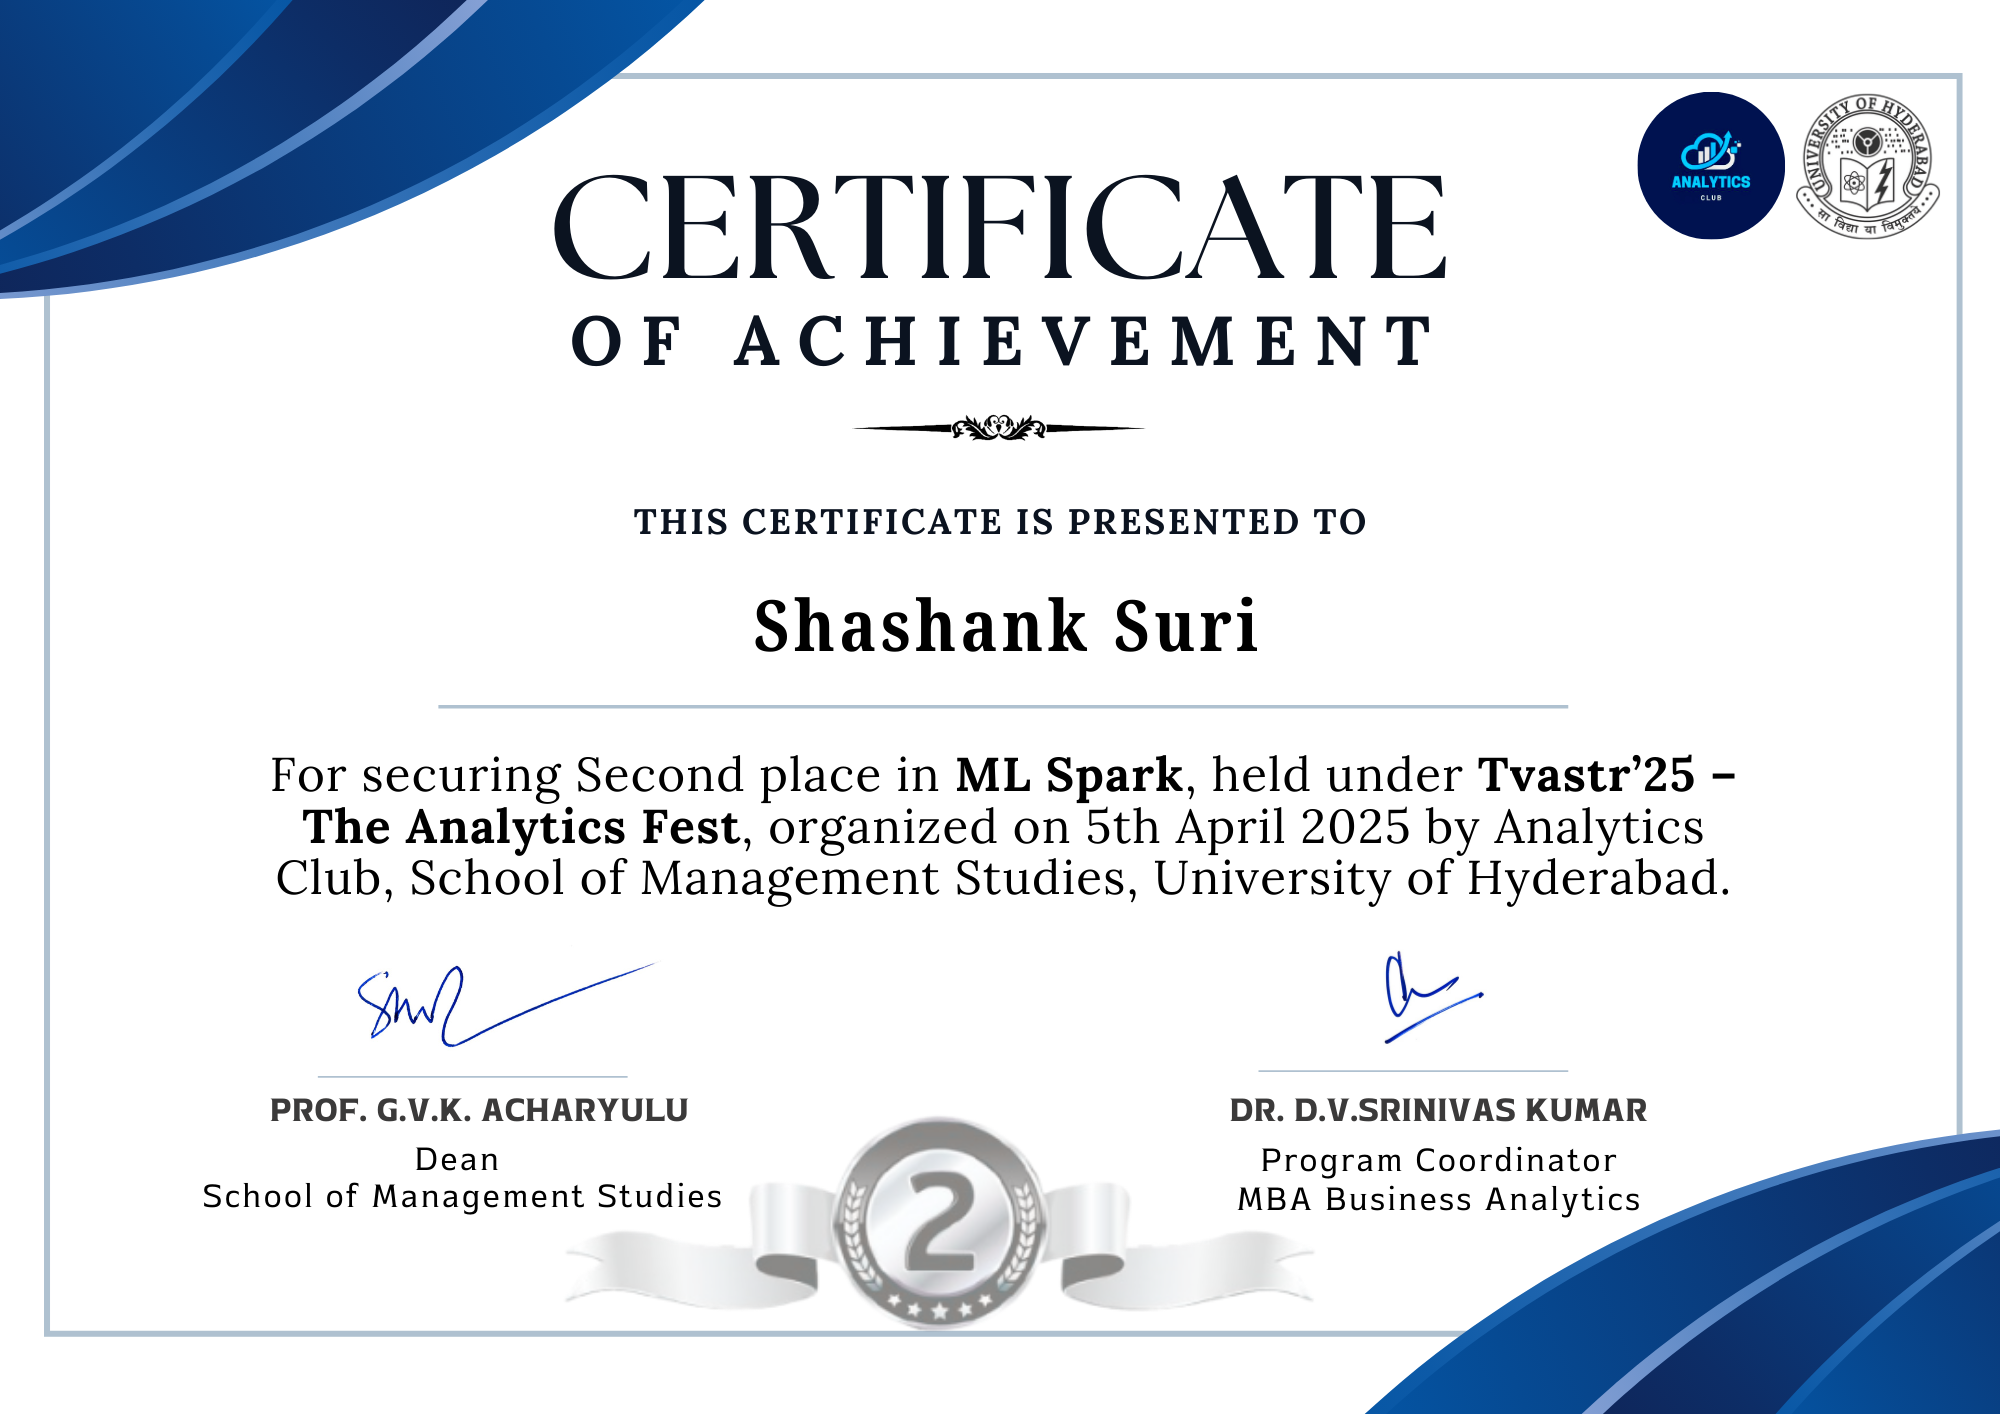 ANALYTICS
CLUB
UNIVERSITY OF HYDERABAD
सा विद्या या विमुक्तये
CERTIFICATE
OF ACHIEVEMENT
THIS CERTIFICATE IS PRESENTED TO
Shashank Suri
For securing Second place in ML Spark, held under Tvastr’25 –
The Analytics Fest, organized on 5th April 2025 by Analytics
Club, School of Management Studies, University of Hyderabad.
PROF. G.V.K. ACHARYULU
Dean
School of Management Studies
DR. D.V.SRINIVAS KUMAR
Program Coordinator
MBA Business Analytics
2